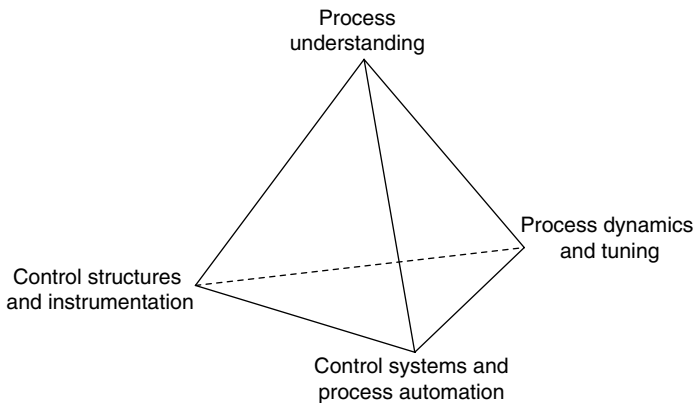 Process
understanding
Process dynamics
and tuning
Control structures
and instrumentation
Control systems and
process automation